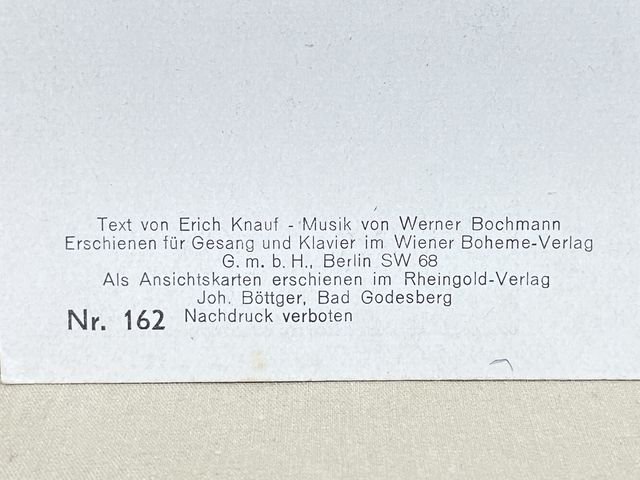 Text von Erich Knauf - Musik von Werner Bochmann
Erschienen für Gesang und Klavier im Wiener Boheme-Verlag
G. m. b. H., Berlin SW 68
Als Ansichtskarten erschienen im Rheingold-Verlag
Joh. Böttger, Bad Godesberg
Nr. 162 Nachdruck verboten